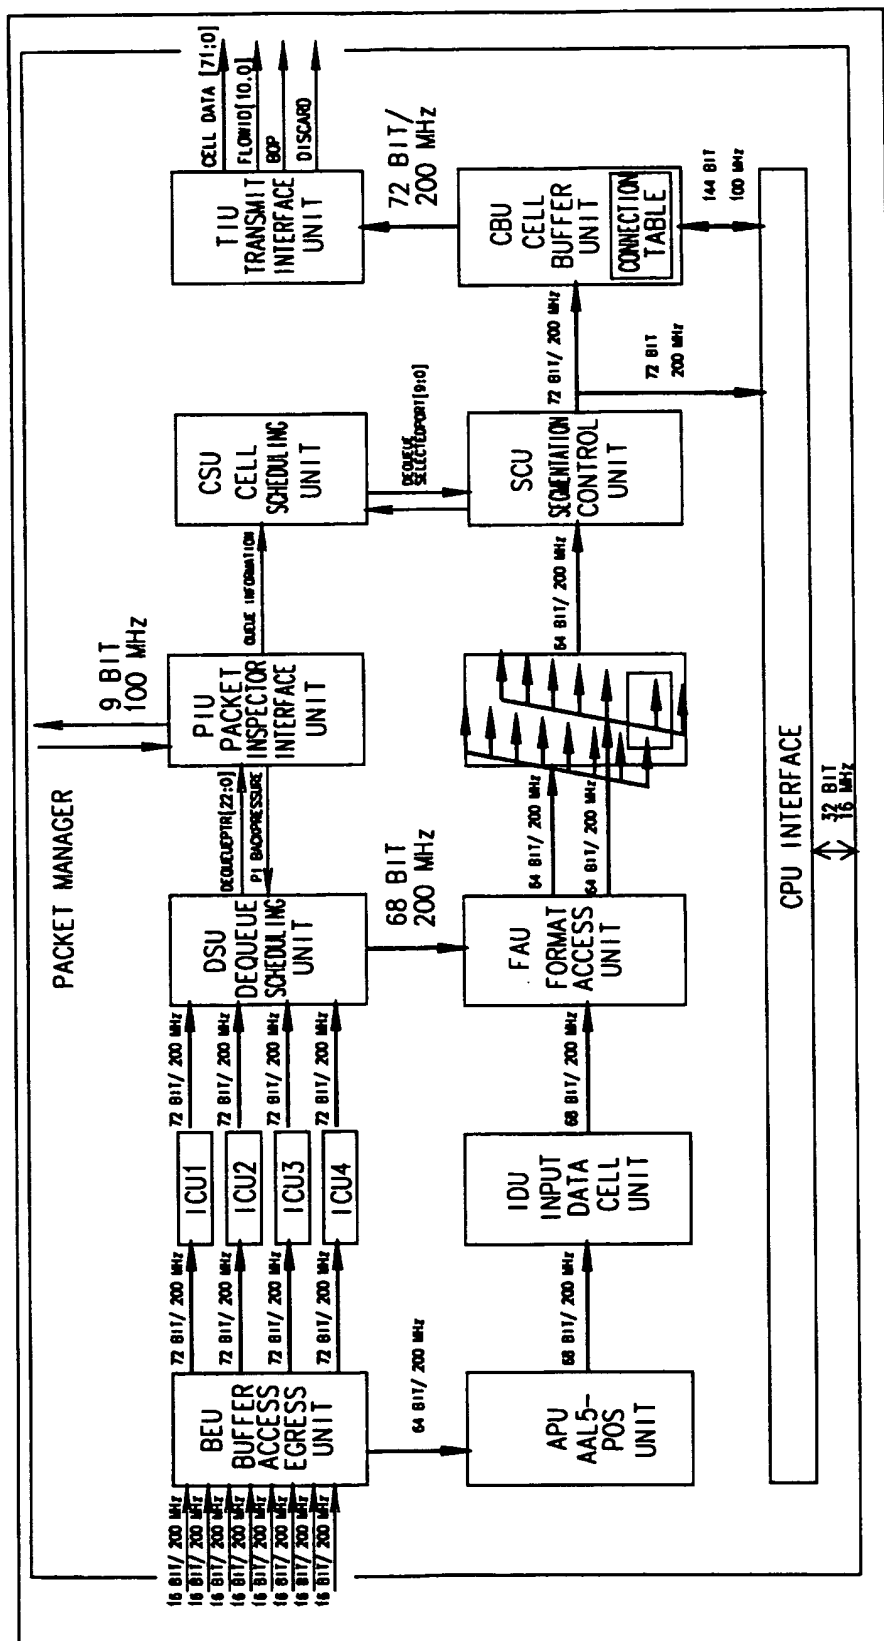 PACKET MANAGER
9 BIT
100 MHz
16 BIT/ 200 MHz
16 BIT/ 200 MHz
16 BIT/ 200 MHz
16 BIT/ 200 MHz
16 BIT/ 200 MHz
16 BIT/ 200 MHz
16 BIT/ 200 MHz
16 BIT/ 200 MHz
BEU
BUFFER
ACCESS
EGRESS
UNIT
72 BIT/ 200 MHz
72 BIT/ 200 MHz
72 BIT/ 200 MHz
72 BIT/ 200 MHz
ICU1
ICU2
ICU3
ICU4
72 BIT/ 200 MHz
72 BIT/ 200 MHz
72 BIT/ 200 MHz
72 BIT/ 200 MHz
DSU
DEQUEUE
SCHEDULING
UNIT
DEQUEUEPTR[22:0]
PI BACKPRESSURE
PIU
PACKET
INSPECTOR
INTERFACE
UNIT
QUEUE INFORMATION
CSU
CELL
SCHEDULING
UNIT
TIU
TRANSMIT
INTERFACE
UNIT
CELL DATA [71:0]
FLOWID[10.0]
BOP
DISCARD
64 BIT/ 200 MHz
68 BIT
200 MHz
DEQUEUE
SELECTEDPORT[9:0]
72 BIT/
200 MHz
APU
AAL5-
POS
UNIT
68 BIT/ 200 MHz
IDU
INPUT
DATA
CELL
UNIT
68 BIT/ 200 MHz
FAU
FORMAT
ACCESS
UNIT
64 BIT/ 200 MHz
64 BIT/ 200 MHz
64 BIT/ 200 MHz
SCU
SEGMENTATION
CONTROL
UNIT
72 BIT/ 200 MHz
72 BIT
200 MHz
CBU
CELL
BUFFER
UNIT
CONNECTION
TABLE
144 BIT
100 MHz
CPU INTERFACE
32 BIT
16 MHz